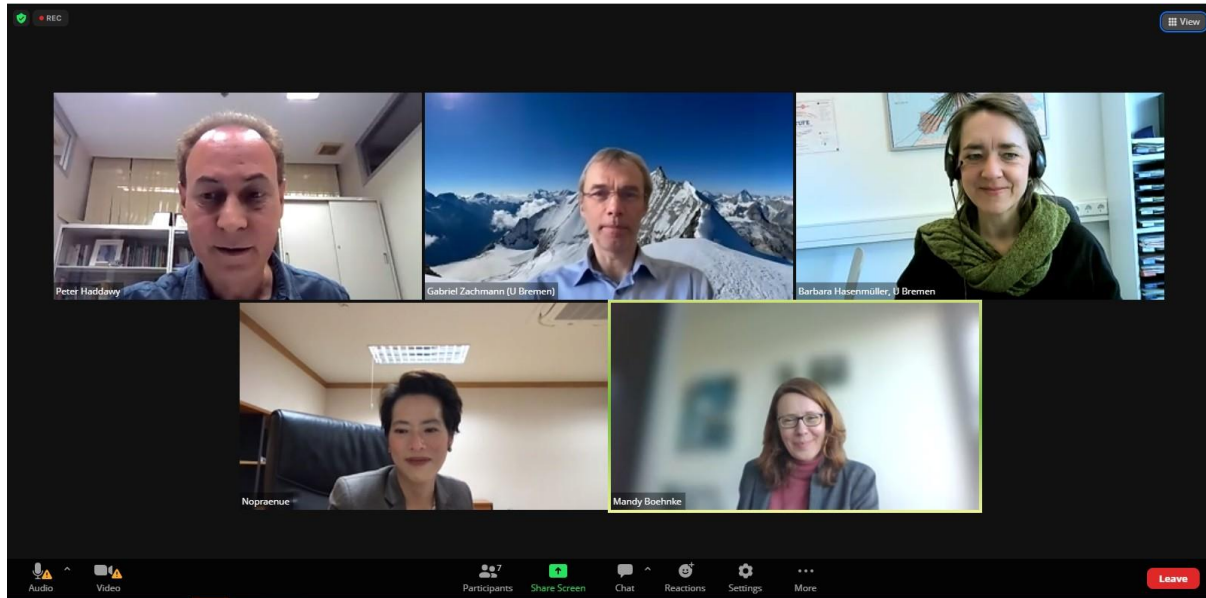 REC
View
Peter Haddawy
Gabriel Zachmann (U Bremen)
Barbara Hasenmüller, U Bremen
Nopraenue
Mandy Boehnke
Audio
Video
7
Participants
Share Screen
Chat
Reactions
Settings
More
Leave